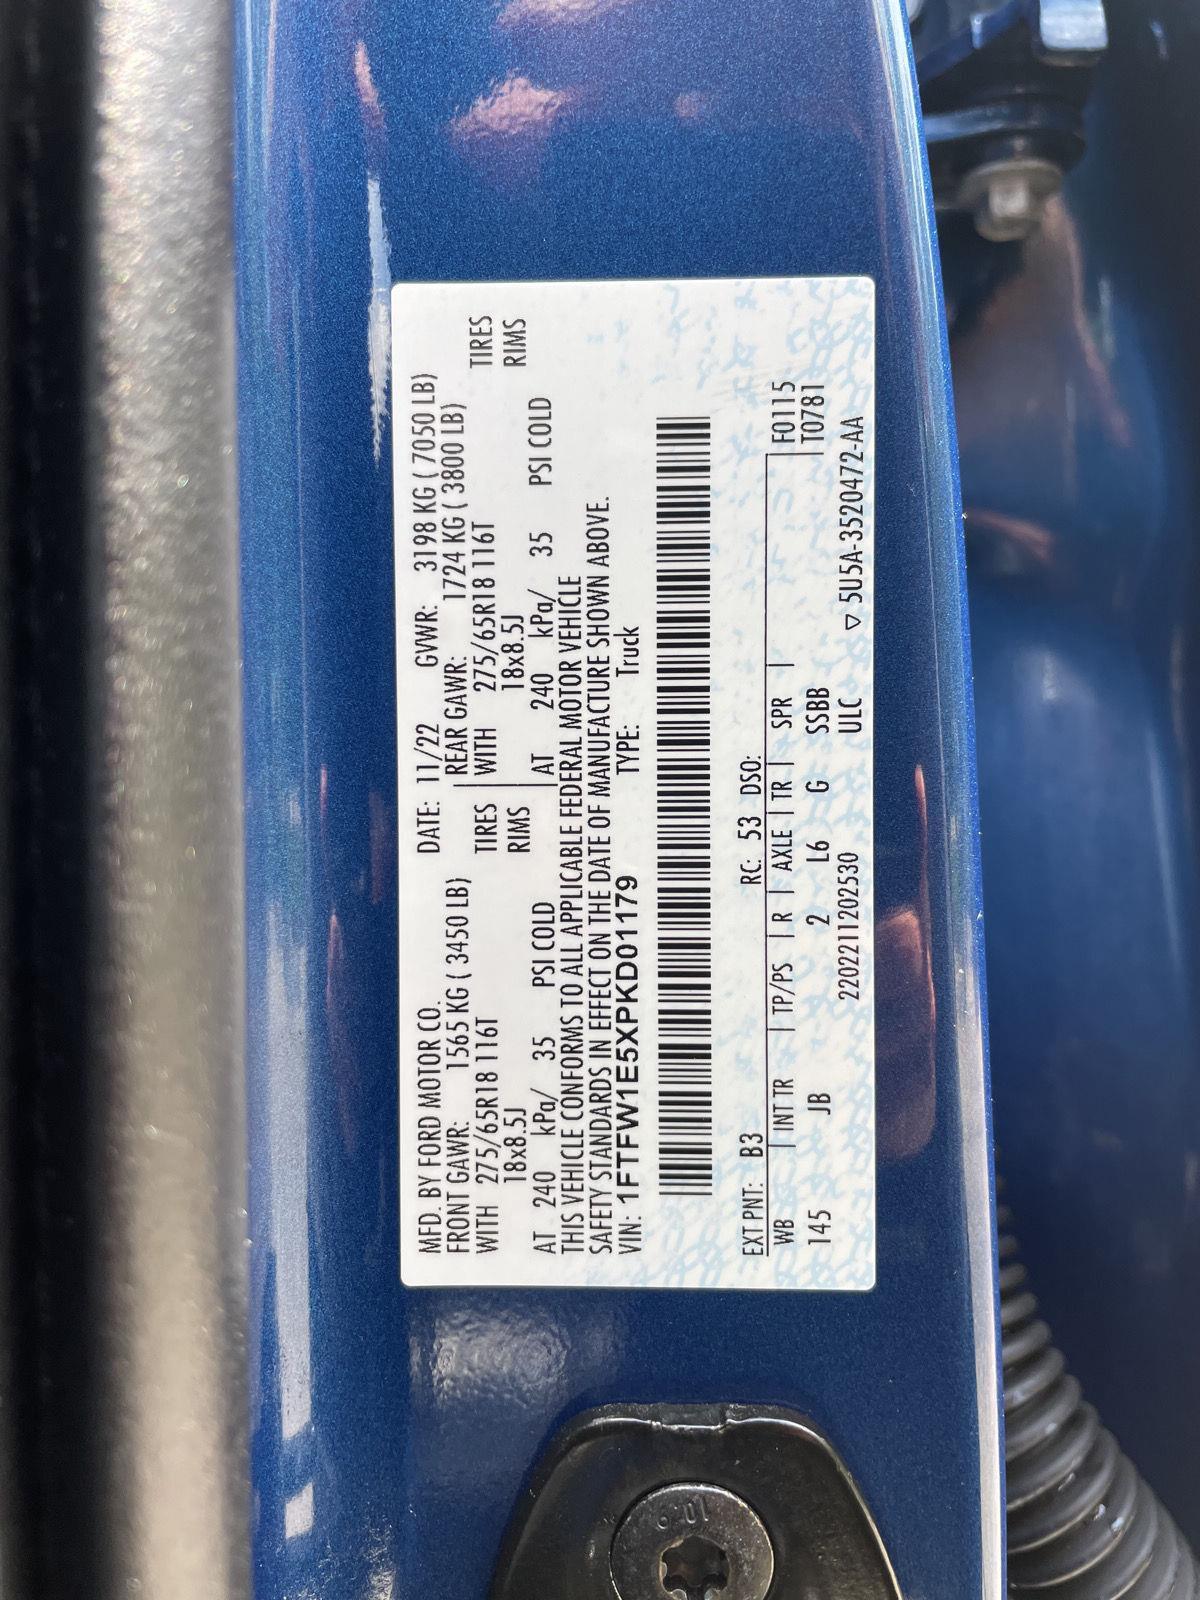 MFD. BY FORD MOTOR CO. DATE: 11/22 GVWR: 3198 KG ( 7050 LB)
FRONT GAWR: 1565 KG ( 3450 LB) REAR GAWR: 1724 KG ( 3800 LB)
WITH 275/65R18 116T TIRES WITH 275/65R18 116T TIRES
18x8.5J RIMS 18x8.5J RIMS
AT 240 kPa/ 35 PSI COLD AT 240 kPa/ 35 PSI COLD
THIS VEHICLE CONFORMS TO ALL APPLICABLE FEDERAL MOTOR VEHICLE
SAFETY STANDARDS IN EFFECT ON THE DATE OF MANUFACTURE SHOWN ABOVE.
VIN: 1FTFW1E5XPKD01179 TYPE: Truck
EXT PNT: B3 RC: 53 DSO:
WB INT TR TP/PS R AXLE TR SPR F0115
145 JB 2 L6 G SSBB T0781
ULC
220221120253​0 ▽ 5U5A-3520472-AA
10.9